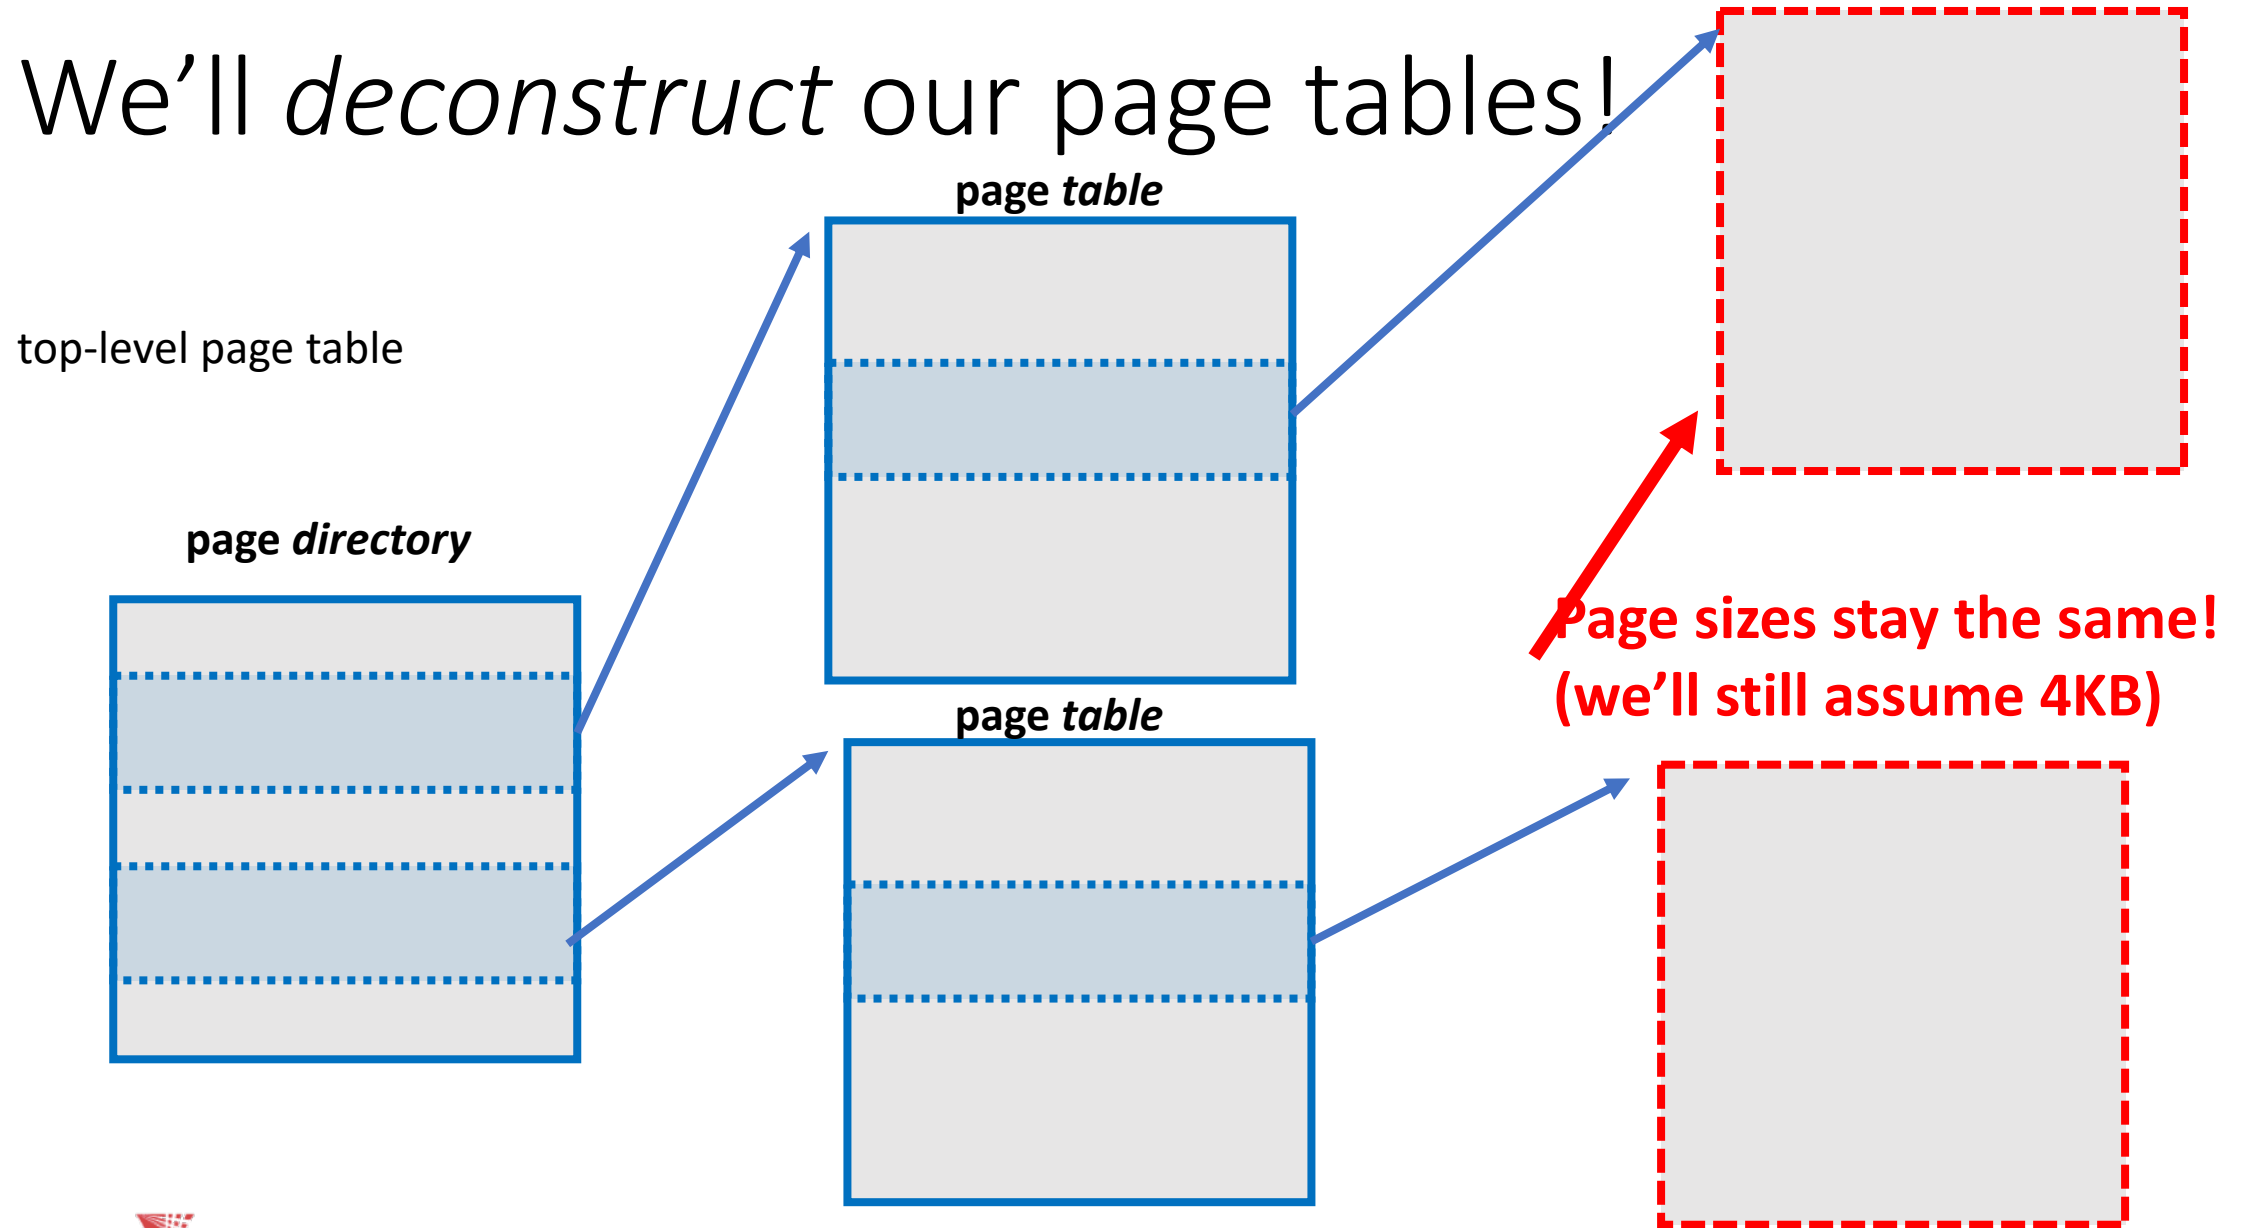 We’ll deconstruct our page tables!
page table
top-level page table
page directory
Page sizes stay the same!
(we’ll still assume 4KB)
page table